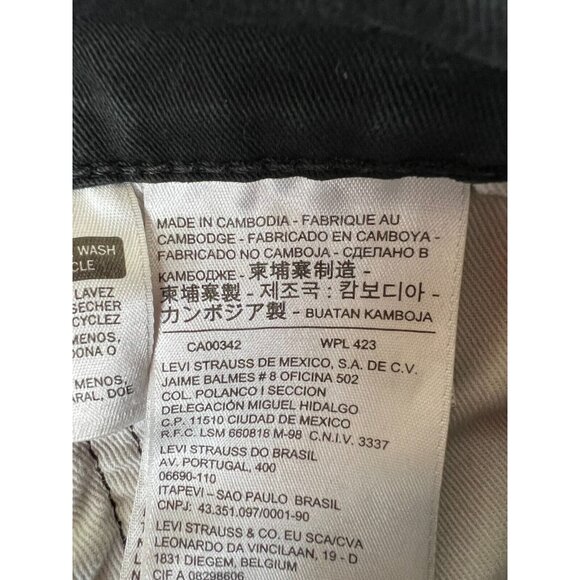 WASH
CLE
LAVEZ
SECHER
CYCLEZ
MENOS,
DONA O
MENOS,
ARAL, DOE
MADE IN CAMBODIA - FABRIQUE AU
CAMBODGE - FABRICADO EN CAMBOYA -
FABRICADO NO CAMBOJA - СДЕЛАНО В
КАМБОДЖЕ - 柬埔寨制造 -
柬埔寨製 - 제조국 : 캄보디아 -
カンボジア製 - BUATAN KAMBOJA
CA00342 WPL 423
LEVI STRAUSS DE MEXICO, S.A. DE C.V.
JAIME BALMES # 8 OFICINA 502
COL. POLANCO I SECCION
DELEGACIÓN MIGUEL HIDALGO
C.P. 11510 CIUDAD DE MEXICO
R.F.C. LSM 660818 M-98 C.N.I.V. 3337
LEVI STRAUSS DO BRASIL
AV. PORTUGAL, 400
06690-110
ITAPEVI - SAO PAULO BRASIL
CNPJ: 43.351.097/0001-90
LEVI STRAUSS & CO. EU SCA/CVA
LEONARDO DA VINCILAAN, 19 - D
1831 DIEGEM, BELGIUM
CIF A 08298606